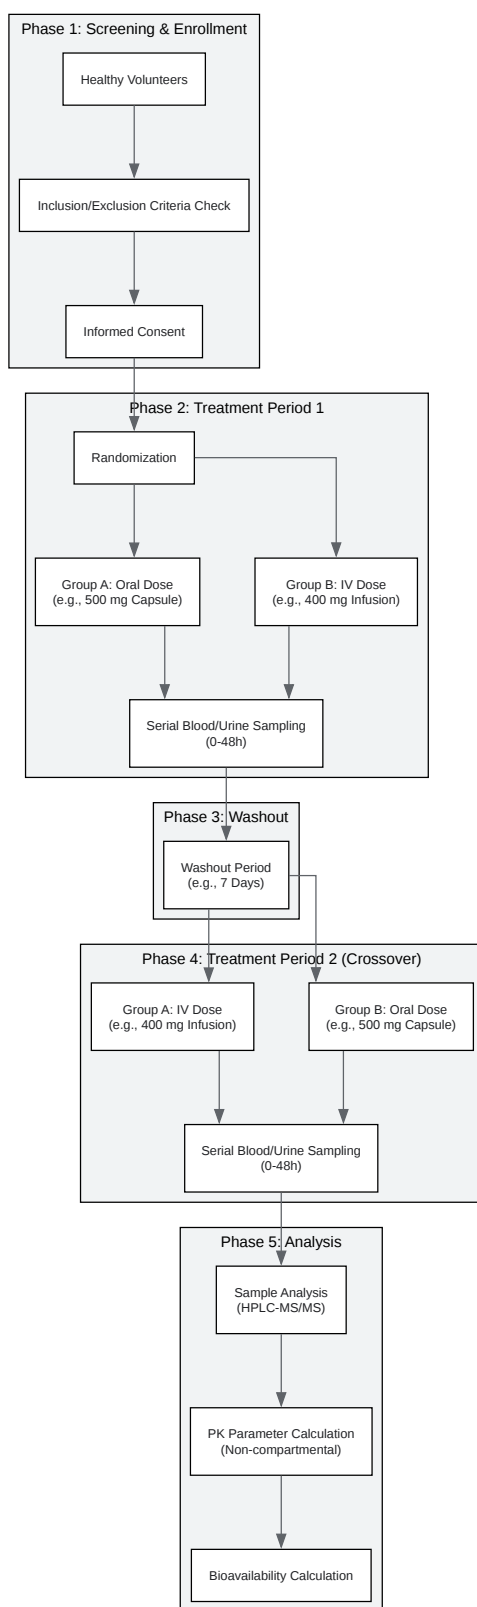 Phase 1: Screening & Enrollment
Healthy Volunteers
Inclusion/Exclusion Criteria Check
Informed Consent
Phase 2: Treatment Period 1
Randomization
Group A: Oral Dose
(e.g., 500 mg Capsule)
Group B: IV Dose
(e.g., 400 mg Infusion)
Serial Blood/Urine Sampling
(0-48h)
Phase 3: Washout
Washout Period
(e.g., 7 Days)
Phase 4: Treatment Period 2 (Crossover)
Group A: IV Dose
(e.g., 400 mg Infusion)
Group B: Oral Dose
(e.g., 500 mg Capsule)
Serial Blood/Urine Sampling
(0-48h)
Phase 5: Analysis
Sample Analysis
(HPLC-MS/MS)
PK Parameter Calculation
(Non-compartmental)
Bioavailability Calculation